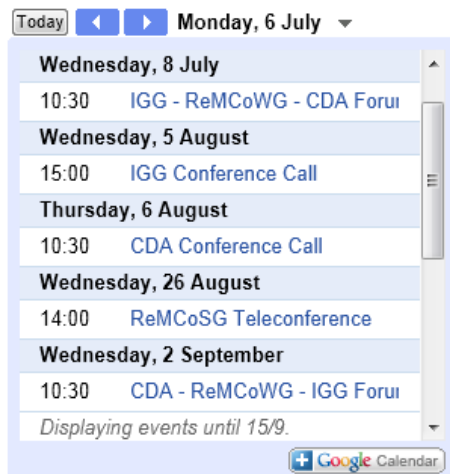 Today Monday, 6 July
Wednesday, 8 July
10:30 IGG - ReMCoWG - CDA Foru
Wednesday, 5 August
15:00 IGG Conference Call
Thursday, 6 August
10:30 CDA Conference Call
Wednesday, 26 August
14:00 ReMCoSG Teleconference
Wednesday, 2 September
10:30 CDA - ReMCoWG - IGG Foru
Displaying events until 15/9.
Google Calendar